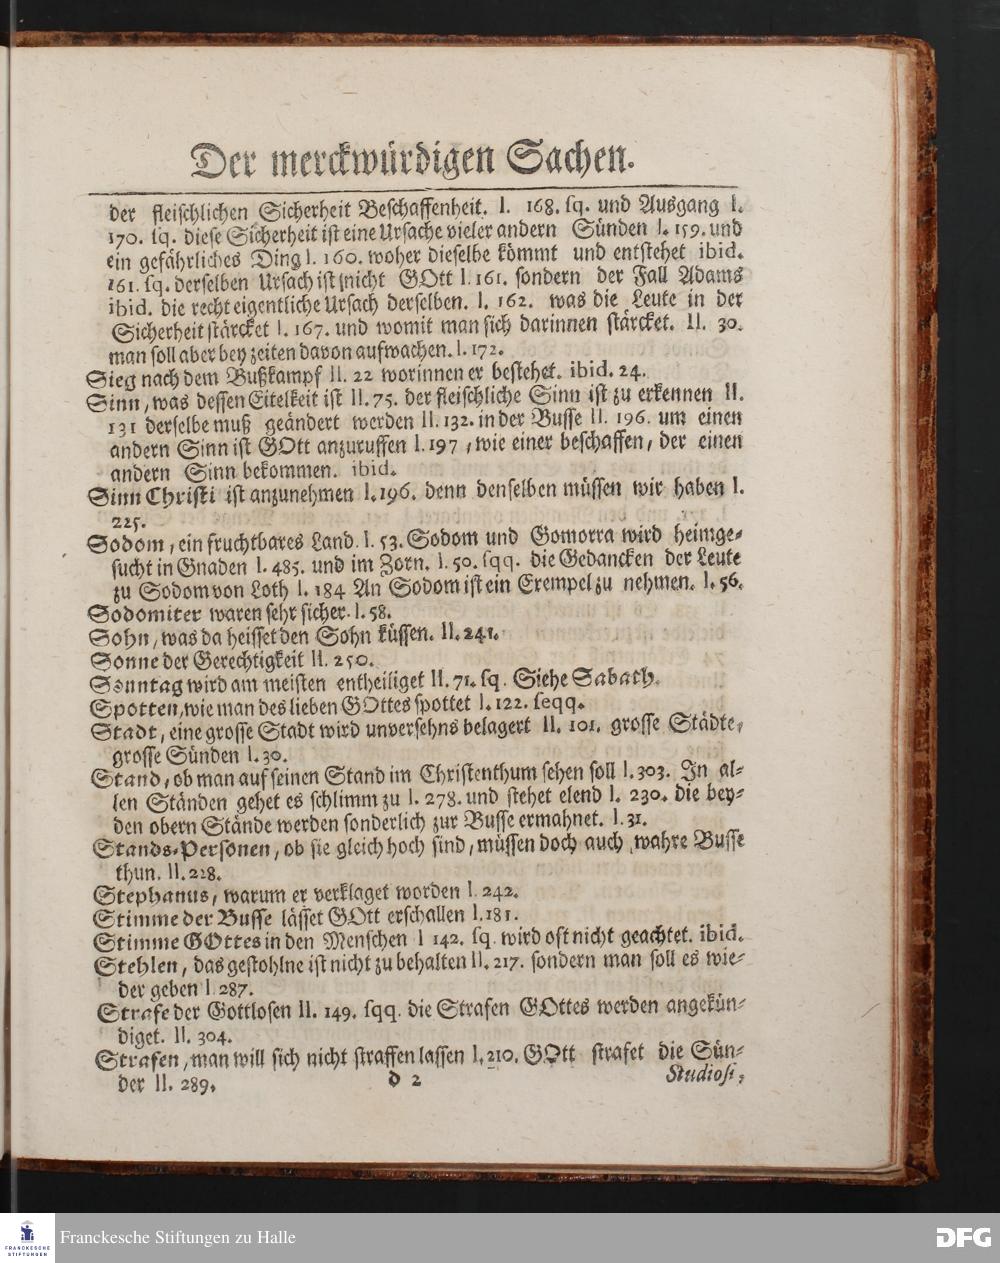 Der merckwürdigen Sachen.
der fleischlichen Sicherheit Beschaffenheit. I. 168. sq. und Ausgang I.
170. sq. diese Sicherheit ist eine Ursache vieler andern Sünden I. 159. und
ein gefährliches Ding I. 160. woher dieselbe kömmt und entstehet ibid.
161. sq. derselben Ursach ist nicht GOtt I. 161. sondern der Fall Adams
ibid. die recht eigentliche Ursach derselben. I. 162. was die Leute in der
Sicherheit stärcket I. 167. und womit man sich darinnen stärcket. II. 30.
man soll aber bey zeiten davon aufwachen. I. 172.
Sieg nach dem Bußkampf II. 22 worinnen er bestehet. ibid. 24.
Sinn, was dessen Eitelkeit ist II. 75. der fleischliche Sinn ist zu erkennen II.
131 derselbe muß geändert werden II. 132. in der Busse II. 196. um einen
andern Sinn ist GOtt anzuruffen I. 197, wie einer beschaffen, der einen
andern Sinn bekommen. ibid.
Sinn Christi ist anzunehmen I. 196. denn denselben müssen wir haben I.
225.
Sodom, ein fruchtbares Land. I. 53. Sodom und Gomorra wird heimge-
sucht in Gnaden I. 485. und im Zorn. I. 50. sqq. die Gedancken der Leute
zu Sodom von Loth I. 184 An Sodom ist ein Exempel zu nehmen. I. 56.
Sodomiter waren sehr sicher. I. 58.
Sohn, was da heisset den Sohn küssen. II. 241.
Sonne der Gerechtigkeit II. 250.
Sonntag wird am meisten entheiliget II. 71. sq. Siehe Sabath.
Spotten, wie man des lieben GOttes spottet I. 122. seqq.
Stadt, eine grosse Stadt wird unversehns belagert II. 101. grosse Städte,
grosse Sünden I. 30.
Stand, ob man auf seinen Stand im Christenthum sehen soll I. 303. In al-
len Ständen gehet es schlimm zu I. 278. und stehet elend I. 230. die bey-
den obern Stände werden sonderlich zur Busse ermahnet. I. 31.
Stands-Personen, ob sie gleich hoch sind, müssen doch auch wahre Busse
thun. II. 228.
Stephanus, warum er verklaget worden I. 242.
Stimme der Busse lässet GOtt erschallen I. 181.
Stimme GOttes in den Menschen I 142. sq. wird oft nicht geachtet. ibid.
Stehlen, das gestohlne ist nicht zu behalten II. 217. sondern man soll es wie-
der geben I. 287.
Strafe der Gottlosen II. 149. sqq. die Strafen GOttes werden angekün-
diget. II. 304.
Strafen, man will sich nicht straffen lassen I. 210. GOtt strafet die Sün-
der II. 289.
d 2
Studiosi,
FRANCKESCHE
STIFTUNGEN
Franckesche Stiftungen zu Halle
DFG